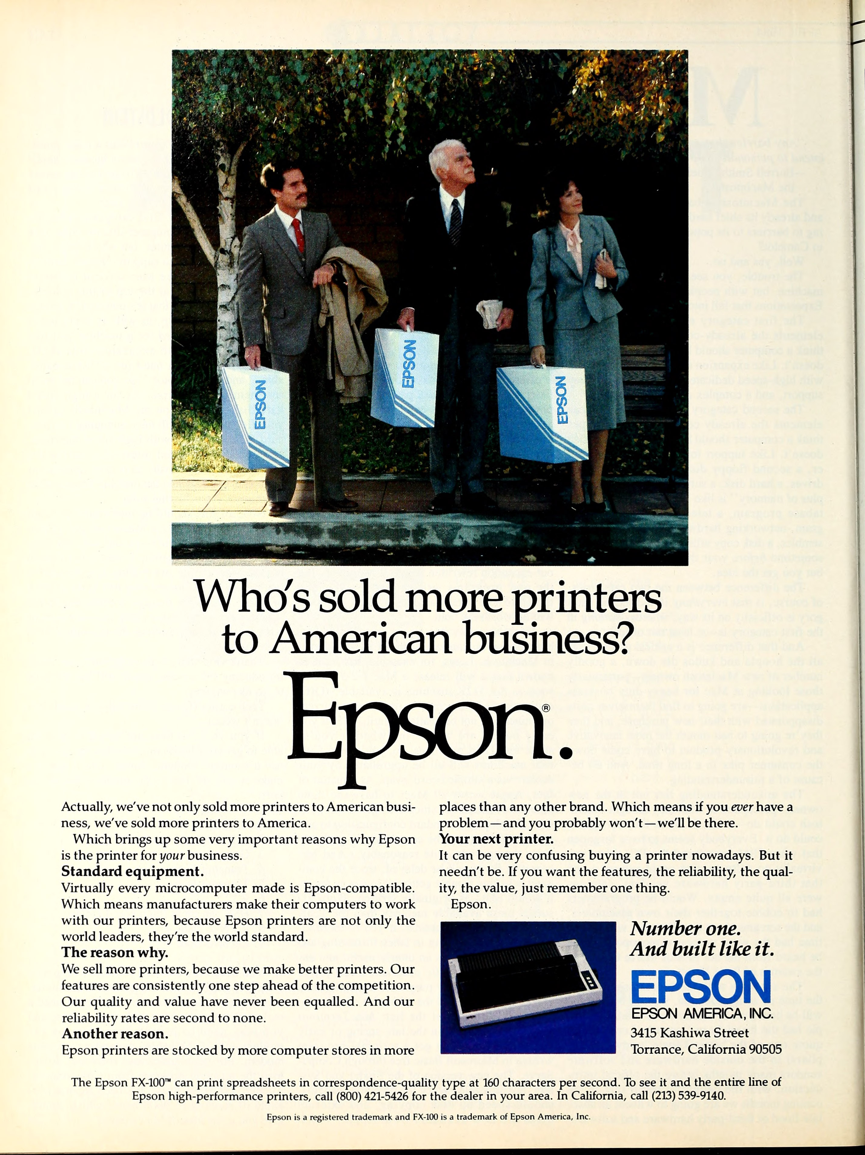 EPSON
EPSON
EPSON
Who's sold more printers
to American business?
Epson®.
Actually, we've not only sold more printers to American busi-
ness, we've sold more printers to America.
Which brings up some very important reasons why Epson
is the printer for your business.
Standard equipment.
Virtually every microcomputer made is Epson-compatible.
Which means manufacturers make their computers to work
with our printers, because Epson printers are not only the
world leaders, they're the world standard.
The reason why.
We sell more printers, because we make better printers. Our
features are consistently one step ahead of the competition.
Our quality and value have never been equalled. And our
reliability rates are second to none.
Another reason.
Epson printers are stocked by more computer stores in more
places than any other brand. Which means if you ever have a
problem—and you probably won't—we'll be there.
Your next printer.
It can be very confusing buying a printer nowadays. But it
needn't be. If you want the features, the reliability, the qual-
ity, the value, just remember one thing.
Epson.
Number one.
And built like it.
EPSON
EPSON AMERICA, INC.
3415 Kashiwa Street
Torrance, California 90505
The Epson FX-100™ can print spreadsheets in correspondence-quality type at 160 characters per second. To see it and the entire line of
Epson high-performance printers, call (800) 421-5426 for the dealer in your area. In California, call (213) 539-9140.
Epson is a registered trademark and FX-100 is a trademark of Epson America, Inc.